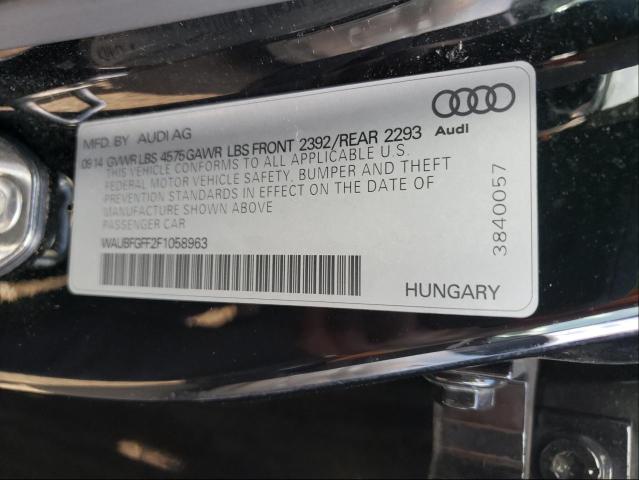 MFD. BY AUDI AG
09.14 GVWR LBS 4575 GAWR LBS FRONT 2392/REAR 2293
THIS VEHICLE CONFORMS TO ALL APPLICABLE U.S.
FEDERAL MOTOR VEHICLE SAFETY, BUMPER AND THEFT
PREVENTION STANDARDS IN EFFECT ON THE DATE OF
MANUFACTURE SHOWN ABOVE
PASSENGER CAR
WAUBFGFF2F1058963
Audi
3840057
HUNGARY